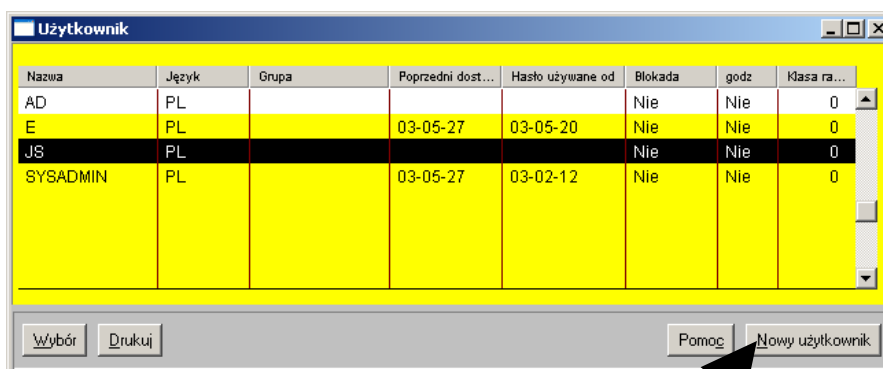 Użytkownik
Nazwa Język Grupa Poprzedni dost... Hasło używane od Blokada godz Klasa ra...
AD PL Nie Nie 0
E PL 03-05-27 03-05-20 Nie Nie 0
JS PL Nie Nie 0
SYSADMIN PL 03-05-27 03-02-12 Nie Nie 0
Wybór Drukuj Pomoc Nowy użytkownik